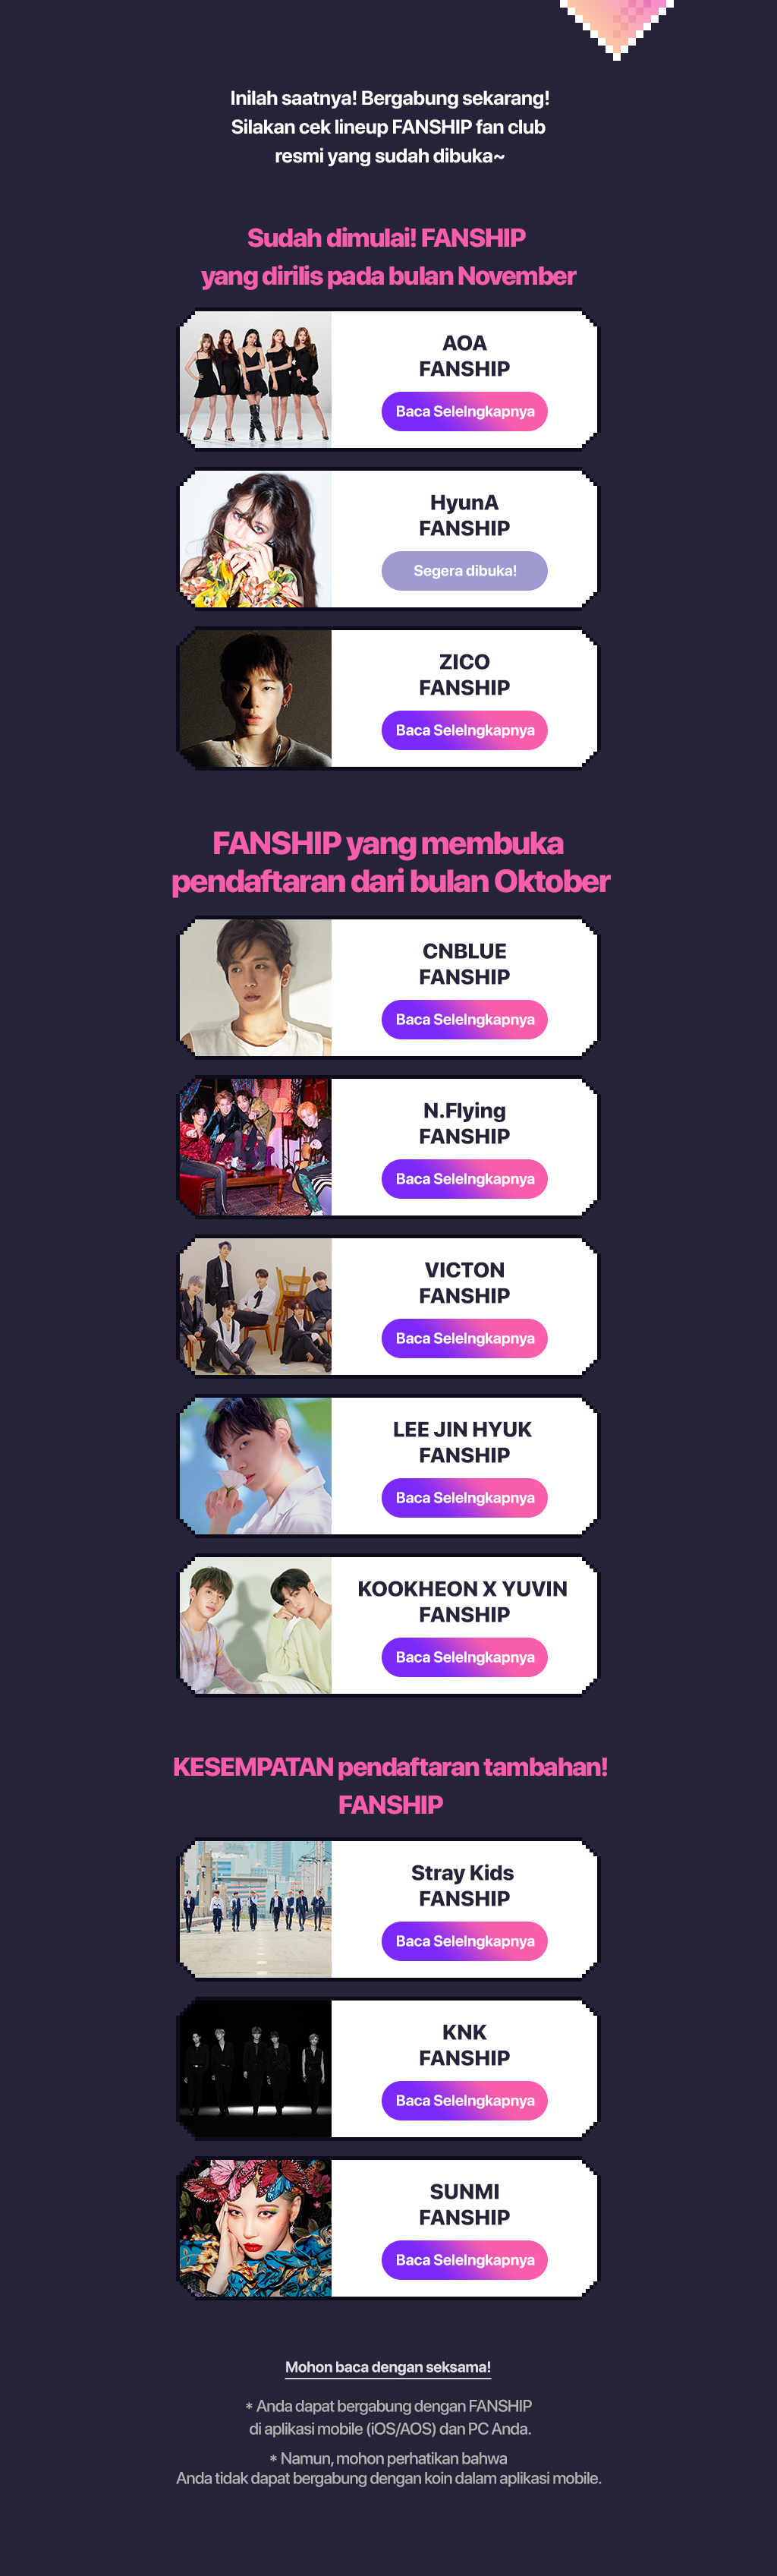 Inilah saatnya! Bergabung sekarang!
Silakan cek lineup FANSHIP fan club
resmi yang sudah dibuka~
Sudah dimulai! FANSHIP
yang dirilis pada bulan November
AOA
FANSHIP
Baca Selelngkapnya
HyunA
FANSHIP
Segera dibuka!
ZICO
FANSHIP
Baca Selelngkapnya
FANSHIP yang membuka
pendaftaran dari bulan Oktober
CNBLUE
FANSHIP
Baca Selelngkapnya
N.Flying
FANSHIP
Baca Selelngkapnya
VICTON
FANSHIP
Baca Selelngkapnya
LEE JIN HYUK
FANSHIP
Baca Selelngkapnya
KOOKHEON X YUVIN
FANSHIP
Baca Selelngkapnya
KESEMPATAN pendaftaran tambahan!
FANSHIP
Stray Kids
FANSHIP
Baca Selelngkapnya
KNK
FANSHIP
Baca Selelngkapnya
SUNMI
FANSHIP
Baca Selelngkapnya
Mohon baca dengan seksama!
* Anda dapat bergabung dengan FANSHIP
di aplikasi mobile (iOS/AOS) dan PC Anda.
* Namun, mohon perhatikan bahwa
Anda tidak dapat bergabung dengan koin dalam aplikasi mobile.